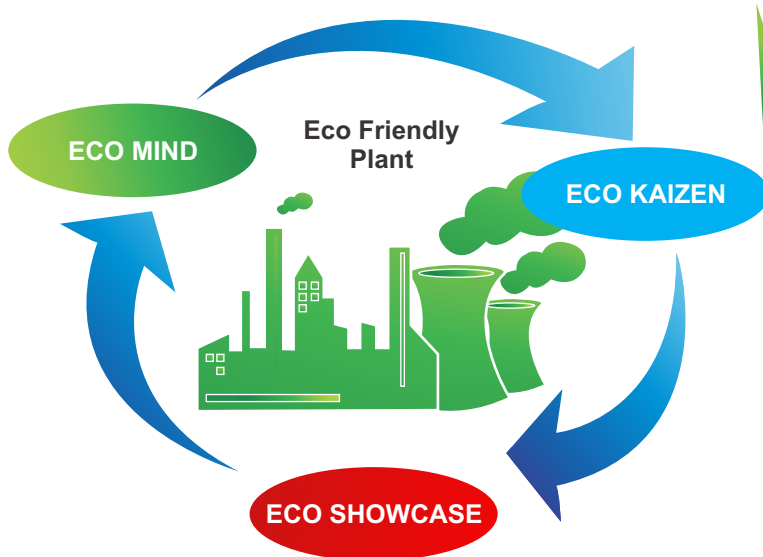 Eco Friendly
Plant
ECO MIND
ECO KAIZEN
ECO SHOWCASE